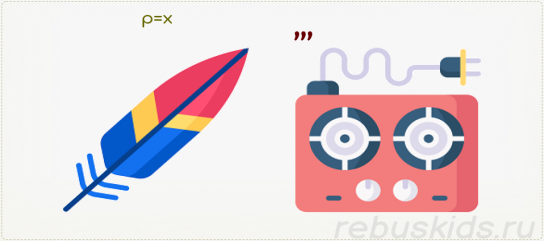 р=х
,,,
rebuskids.ru